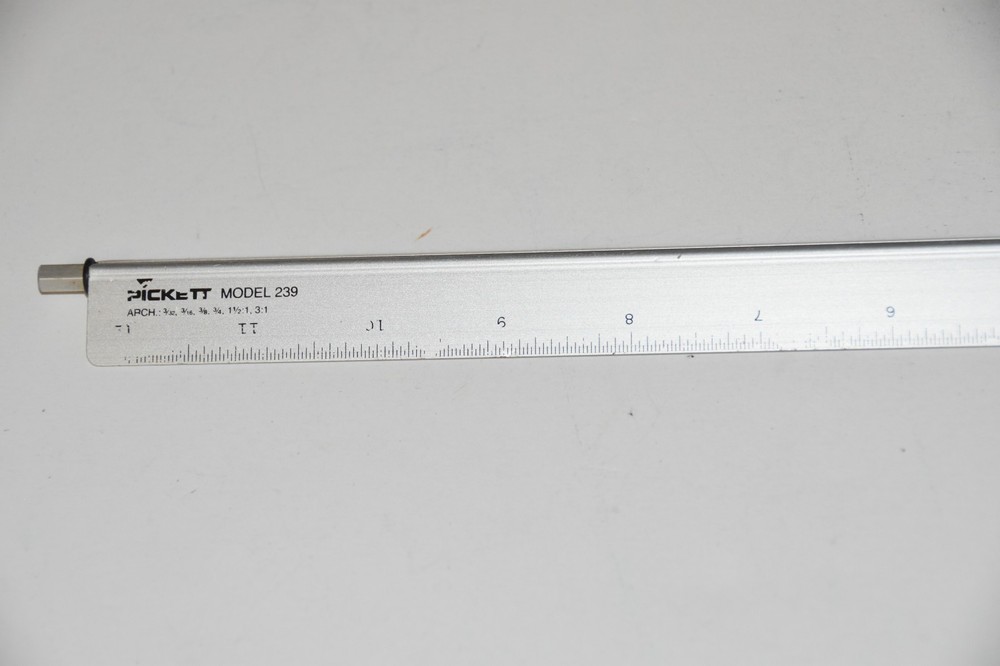 PICKETT MODEL 239
ARCH.: 3/32, 3/16, 3/8, 3/4, 1½:1, 3:1
12 11 10 9 8 7 6